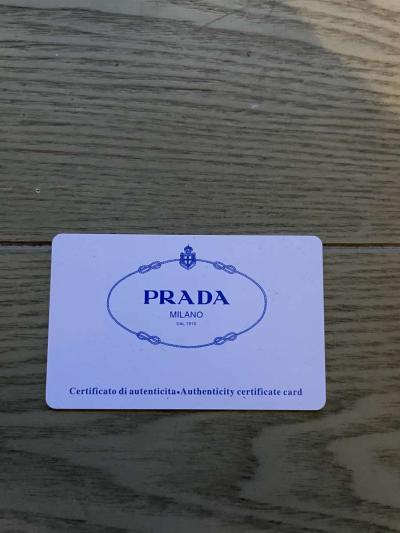 PRADA
MILANO
DAL 1913
Certificato di autenticita•Authenticity certificate card